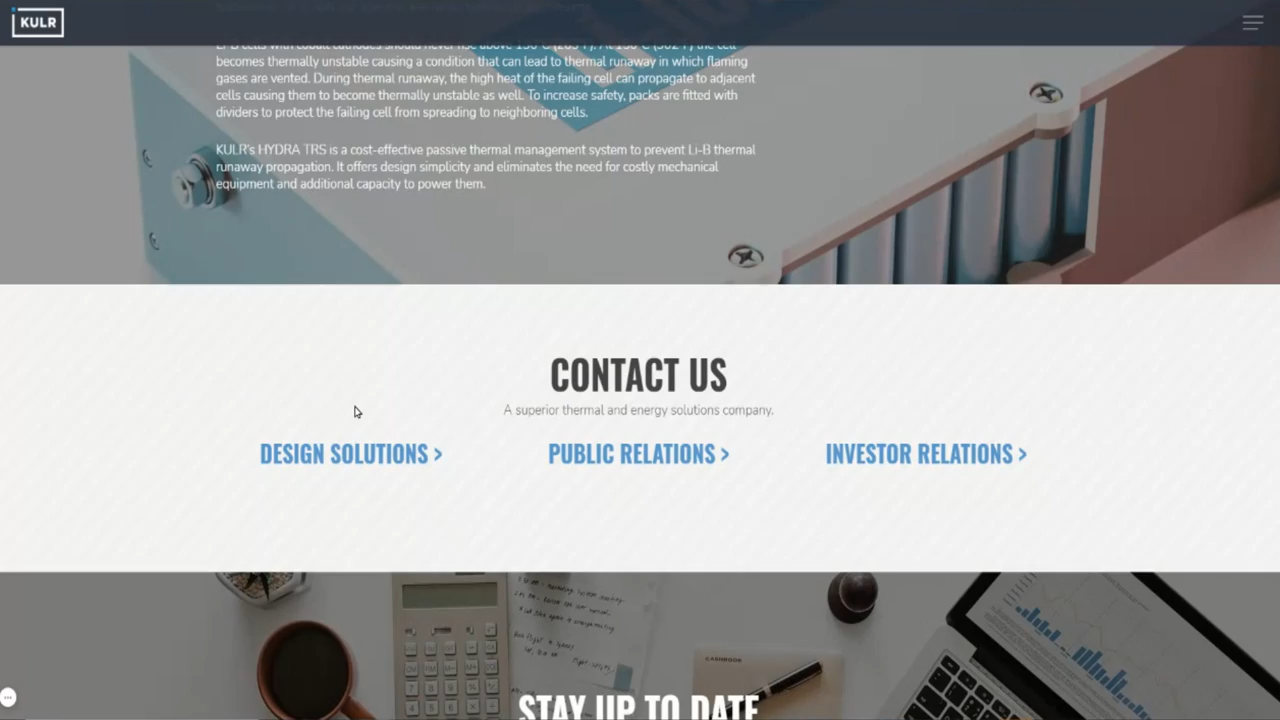 KULR
becomes thermally unstable causing a condition that can lead to thermal runaway in which flaming
gases are vented. During thermal runaway, the high heat of the failing cell can propagate to adjacent
cells causing them to become thermally unstable as well. To increase safety, packs are fitted with
dividers to protect the failing cell from spreading to neighboring cells.
KULR's HYDRA TRS is a cost-effective passive thermal management system to prevent Li-B thermal
runaway propagation. It offers design simplicity and eliminates the need for costly mechanical
equipment and additional capacity to power them.
CONTACT US
A superior thermal and energy solutions company.
DESIGN SOLUTIONS > PUBLIC RELATIONS > INVESTOR RELATIONS >
CASHBOOK
STAY UP TO DATE